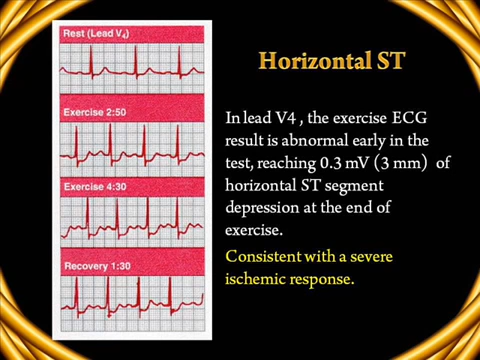 Rest (Lead V4)
Exercise 2:50
Exercise 4:30
Recovery 1:30
Horizontal ST
In lead V4 , the exercise ECG
result is abnormal early in the
test, reaching 0.3 mV (3 mm) of
horizontal ST segment
depression at the end of
exercise.
Consistent with a severe
ischemic response.